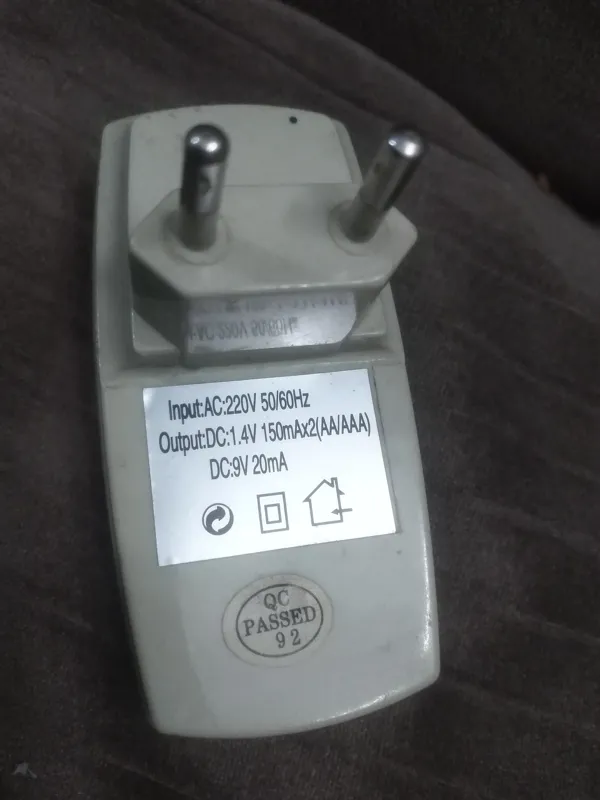 Input:AC:220V 50/60Hz
Output:DC:1.4V 150mAx2(AA/AAA)
DC:9V 20mA
QC
PASSED
92